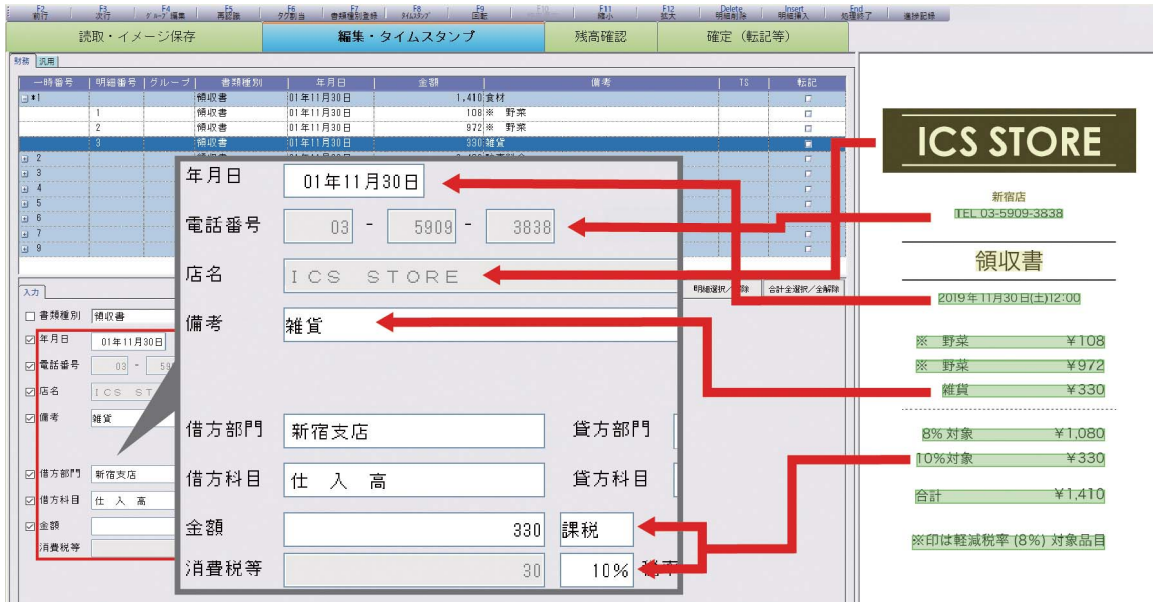 F2 前行
F3 次行
F4 ｸﾞﾙｰﾌﾟ編集
F5 再認識
F6 タグ割当
F7 書類種別登録
F8 ﾀｲﾑｽﾀﾝﾌﾟ
F9 回転
F10
F11 縮小
F12 拡大
Delete 明細削除
Insert 明細挿入
End 処理終了
進捗記録
読取・イメージ保存
編集・タイムスタンプ
残高確認
確定（転記等）
財務 汎用
一時番号 明細番号 グループ 書類種別 年月日 金額 備考 TS 転記
*1 領収書 01年11月30日 1,410 食材
1 領収書 01年11月30日 108 ※ 野菜
2 領収書 01年11月30日 972 ※ 野菜
3 領収書 01年11月30日 330 雑貨
2
3
4
5
6
7
9
合計全選択／全解除
入力
書類種別 領収書
年月日 01年11月30日
電話番号 03 -
店名 ICS ST
備考 雑貨
借方部門 新宿支店
借方科目 仕 入 高
金額
消費税等
年月日 01年11月30日
電話番号 03 - 5909 - 3838
店名 ICS STORE
備考 雑貨
借方部門 新宿支店 貸方部門
借方科目 仕 入 高 貸方科目
金額 330 課税
消費税等 30 10%
ICS STORE
新宿店
TEL 03-5909-3838
領収書
2019年11月30日(土)12:00
※ 野菜 ¥108
※ 野菜 ¥972
雑貨 ¥330
8%対象 ¥1,080
10%対象 ¥330
合計 ¥1,410
※印は軽減税率 (8%) 対象品目